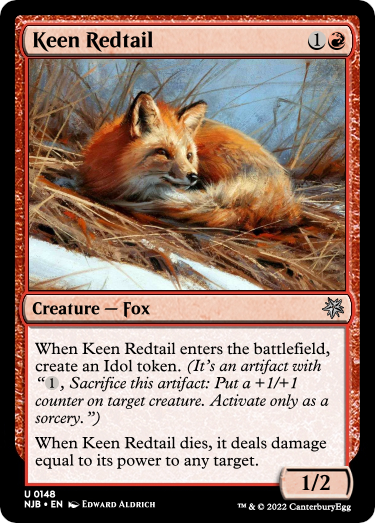 Keen Redtail 1
Creature — Fox
When Keen Redtail enters the battlefield,
create an Idol token. (It's an artifact with
“1, Sacrifice this artifact: Put a +1/+1
counter on target creature. Activate only as a
sorcery.”)
When Keen Redtail dies, it deals damage
equal to its power to any target.
1/2
U 0148
NJB • EN Edward Aldrich
™ & © 2022 CanterburyEgg